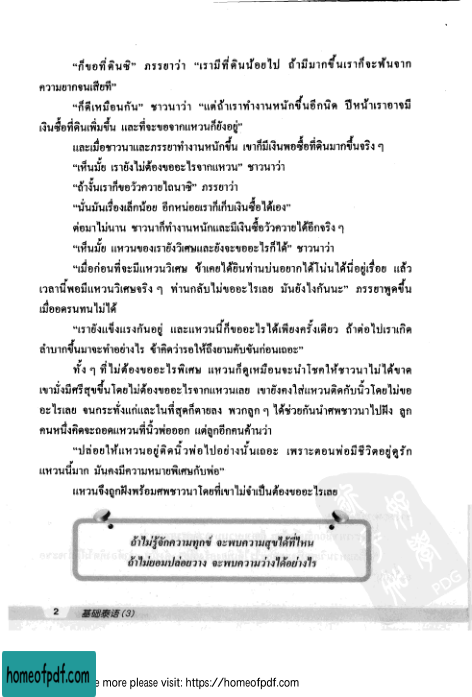 “ก็ขอที่ดินซิ” ภรรยาว่า “เรามีที่ดินน้อยไป ถ้ามีมากขึ้นเราก็จะพ้นจาก
ความยากจนเสียที”
“ก็ดีเหมือนกัน” ชาวนาว่า “แต่ถ้าเราทำงานหนักขึ้นอีกนิด ปีหน้าเราอาจมี
เงินซื้อที่ดินเพิ่มขึ้น และที่จะขอจากแหวนก็ยังอยู่”
และเมื่อชาวนาและภรรยาทำงานหนักขึ้น เขาก็มีเงินพอซื้อที่ดินมากขึ้นจริง ๆ
“เห็นมั้ย เรายังไม่ต้องขออะไรจากแหวน” ชาวนาว่า
“ถ้างั้นเราก็ขอวัวควายไถนาซิ” ภรรยาว่า
“นั่นมันเรื่องเล็กน้อย อีกหน่อยเราก็เก็บเงินซื้อได้เอง”
ต่อมาไม่นาน ชาวนาก็ทำงานหนักและมีเงินซื้อวัวควายได้อีกจริง ๆ
“เห็นมั้ย แหวนของเรายังวิเศษและยังจะขออะไรก็ได้” ชาวนาว่า
“เมื่อก่อนที่จะมีแหวนวิเศษ ข้าเคยได้ยินท่านบ่นอยากได้โน่นได้นี่อยู่เรื่อย แล้ว
เวลานี้พอมีแหวนวิเศษจริง ๆ ท่านกลับไม่ขออะไรเลย มันยังไงกันนะ” ภรรยาพูดขึ้น
เมื่ออดรนทนไม่ได้
“เรายังแข็งแรงกันอยู่ และแหวนนี้ก็ขออะไรได้เพียงครั้งเดียว ถ้าต่อไปเราเกิด
ลำบากขึ้นมาจะทำอย่างไร ข้าคิดว่ารอให้ถึงยามคับขันก่อนเถอะ”
ทั้ง ๆ ที่ไม่ต้องขออะไรพิเศษ แหวนก็ดูเหมือนจะนำโชคให้ชาวนาไม่ได้ขาด
เขามั่งมีศรีสุขขึ้นโดยไม่ต้องขออะไรจากแหวนเลย เขายังคงใส่แหวนติดกับนิ้วโดยไม่ขอ
อะไรเลย จนกระทั่งแก่และในที่สุดก็ตายลง พวกลูก ๆ ได้ช่วยกันนำศพชาวนาไปฝัง ลูก
คนหนึ่งคิดจะถอดแหวนที่นิ้วพ่อออก แต่ลูกอีกคนค้านว่า
“ปล่อยให้แหวนอยู่ติดนิ้วพ่อไปอย่างนั้นเถอะ เพราะตอนพ่อมีชีวิตอยู่ดูรัก
แหวนนี้มาก มันคงมีความหมายพิเศษกับพ่อ”
แหวนจึงถูกฝังพร้อมศพชาวนาโดยที่เขาไม่จำเป็นต้องขออะไรเลย
ถ้าไม่รู้จักความทุกข์ จะพบความสุขได้ที่ไหน
ถ้าไม่ยอมปล่อยวาง จะพบความว่างได้อย่างไร
PDG
2 基础泰语(3)
homeofpdf.com
e more please visit: https://homeofpdf.com